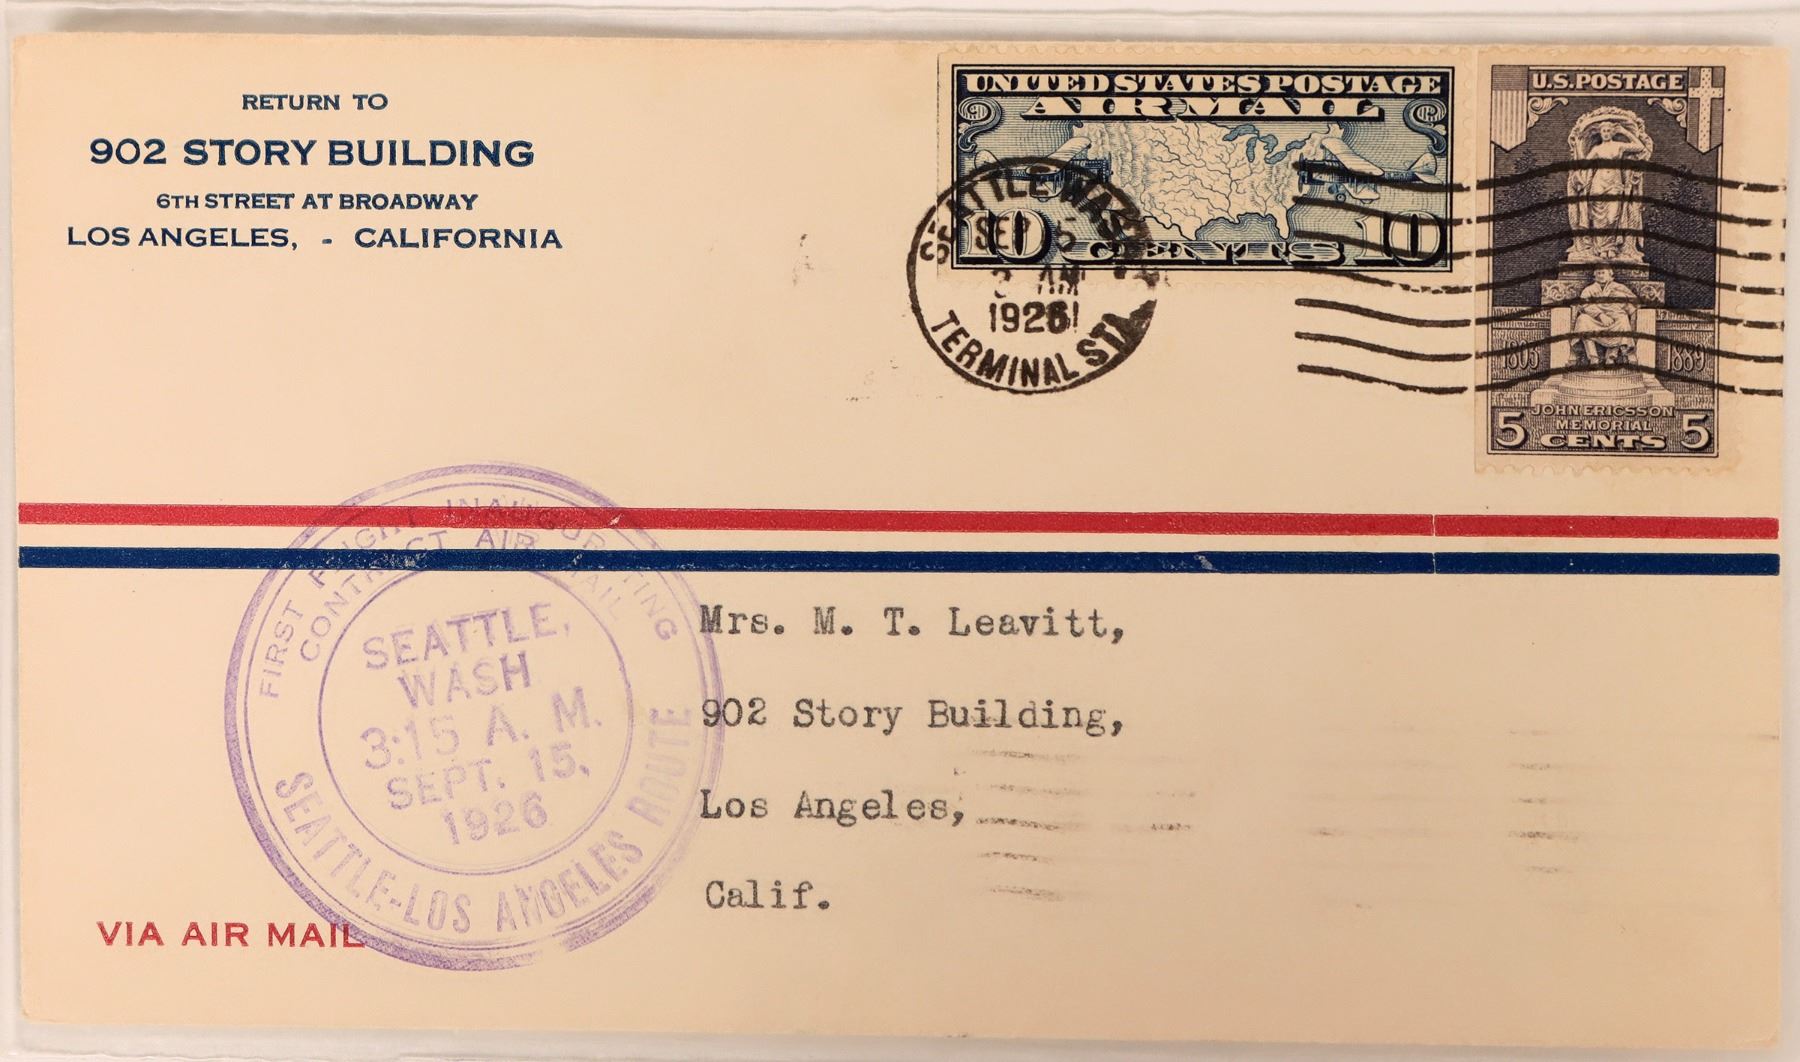 RETURN TO
902 STORY BUILDING
6TH STREET AT BROADWAY
LOS ANGELES, - CALIFORNIA
UNITED STATES POSTAGE
AIR MAIL
10 CENTS 10
U.S. POSTAGE
1803 1889
JOHN ERICSSON
MEMORIAL
5 CENTS 5
SEATTLE WASH
SEP 15
3 AM
1926
TERMINAL STA
FIRST FLIGHT INAUGURATING
CONTRACT AIR MAIL
SEATTLE,
WASH
3:15 A. M.
SEPT. 15,
1926
SEATTLE-LOS ANGELES ROUTE
Mrs. M. T. Leavitt,
902 Story Building,
Los Angeles,
Calif.
VIA AIR MAIL